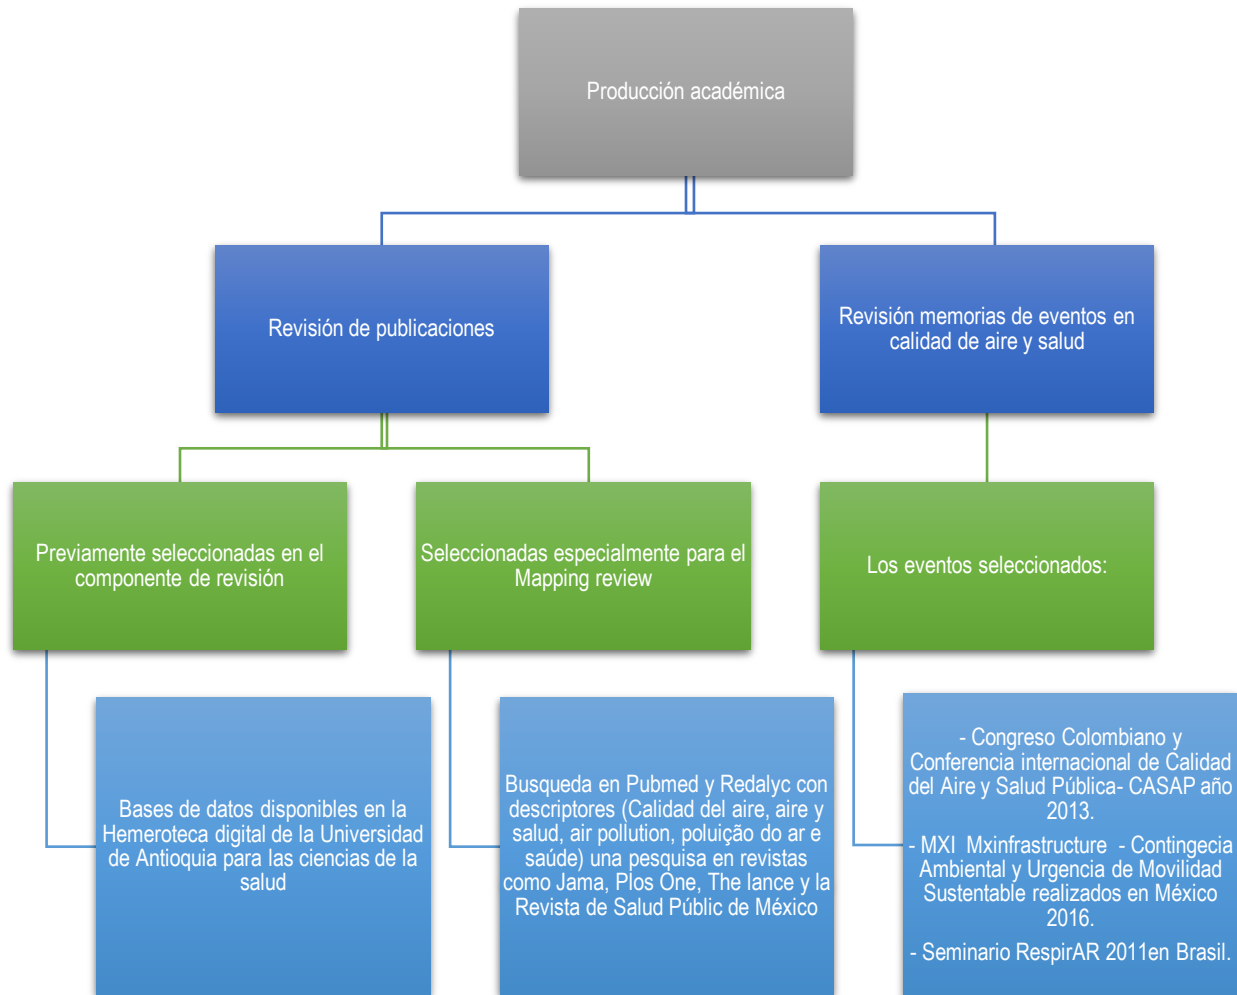 Producción académica
Revisión de publicaciones
Revisión memorias de eventos en
calidad de aire y salud
Previamente seleccionadas en el
componente de revisión
Seleccionadas especialmente para el
Mapping review
Los eventos seleccionados:
Bases de datos disponibles en la
Hemeroteca digital de la Universidad
de Antioquia para las ciencias de la
salud
Busqueda en Pubmed y Redalyc con
descriptores (Calidad del aire, aire y
salud, air pollution, poluição do ar e
saúde) una pesquisa en revistas
como Jama, Plos One, The lance y la
Revista de Salud Públic de México
- Congreso Colombiano y
Conferencia internacional de Calidad
del Aire y Salud Pública- CASAP año
2013.
- MXI Mxinfrastructure - Contingecia
Ambiental y Urgencia de Movilidad
Sustentable realizados en México
2016.
- Seminario RespirAR 2011en Brasil.